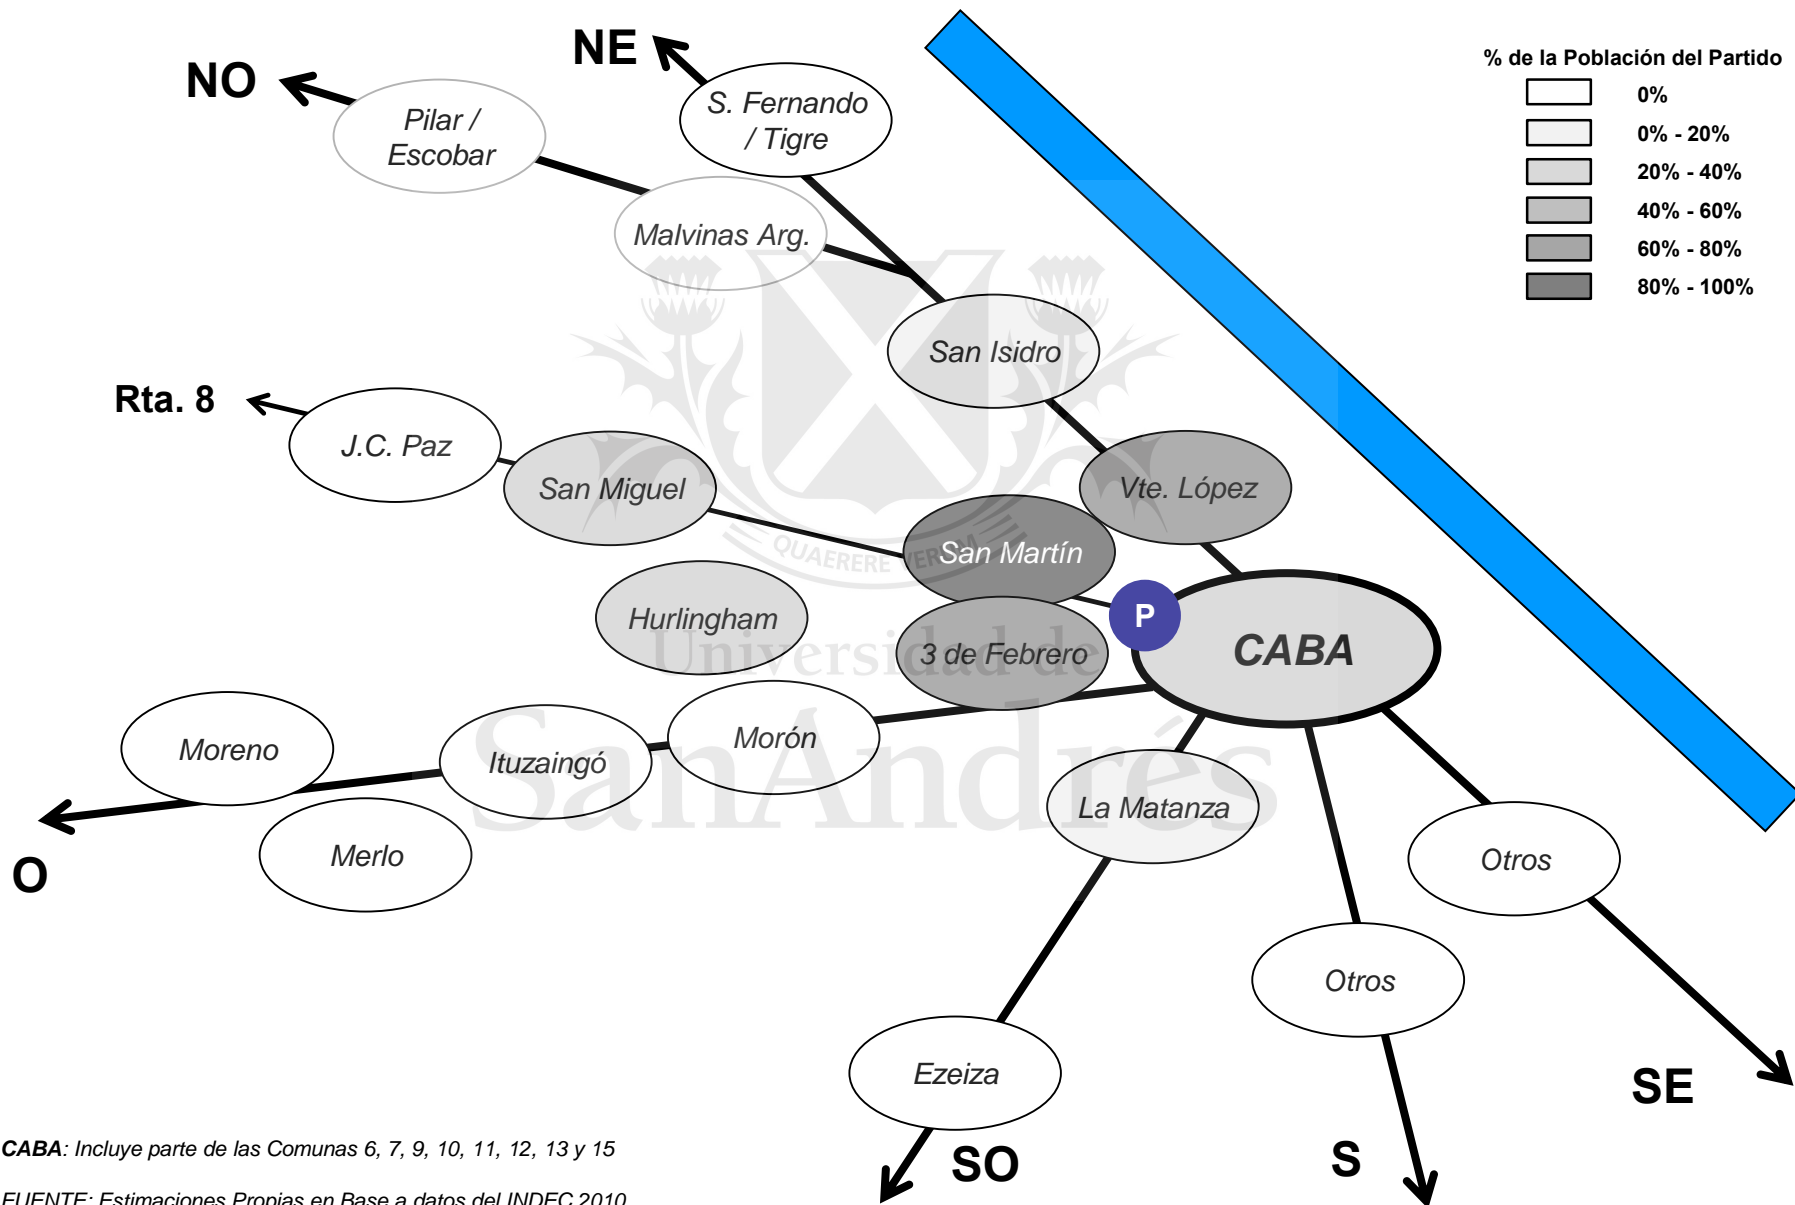 NE
NO
% de la Población del Partido
0%
0% - 20%
20% - 40%
40% - 60%
60% - 80%
80% - 100%
Pilar /
Escobar
S. Fernando
/ Tigre
Malvinas Arg.
San Isidro
Rta. 8
J.C. Paz
San Miguel
Vte. López
San Martín
QUAERERE VERUM
Hurlingham
P
CABA
3 de Febrero
Universidad de
SanAndrés
Moreno
Ituzaingó
Morón
La Matanza
Merlo
O
Otros
Otros
Ezeiza
SE
SO
S
CABA: Incluye parte de las Comunas 6, 7, 9, 10, 11, 12, 13 y 15
FUENTE: Estimaciones Propias en Base a datos del INDEC 2010